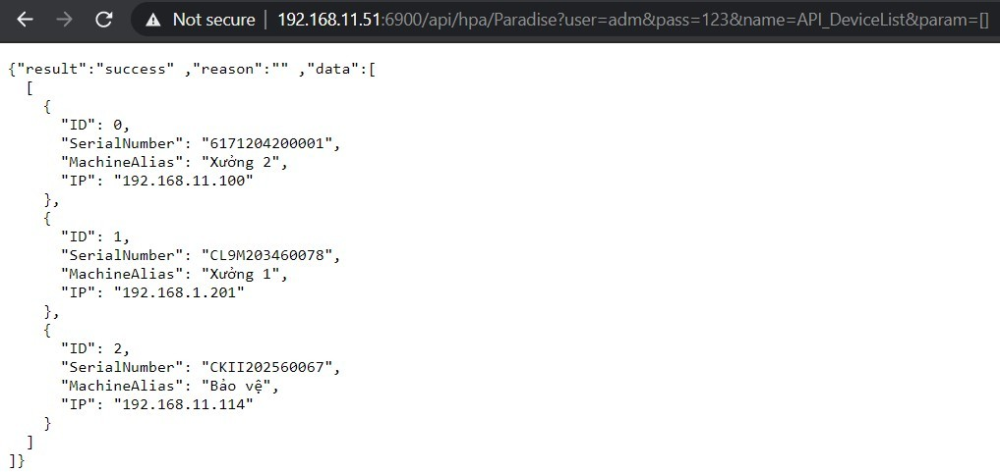 Not secure | 192.168.11.51:6900/api/hpa/Paradise?user=adm&pass=123&name=API_DeviceList&param=[]
{"result":"success" ,"reason":"" ,"data":[
  [
    {
      "ID": 0,
      "SerialNumber": "6171204200001",
      "MachineAlias": "Xưởng 2",
      "IP": "192.168.11.100"
    },
    {
      "ID": 1,
      "SerialNumber": "CL9M203460078",
      "MachineAlias": "Xưởng 1",
      "IP": "192.168.1.201"
    },
    {
      "ID": 2,
      "SerialNumber": "CKII202560067",
      "MachineAlias": "Bảo vệ",
      "IP": "192.168.11.114"
    }
  ]
]}